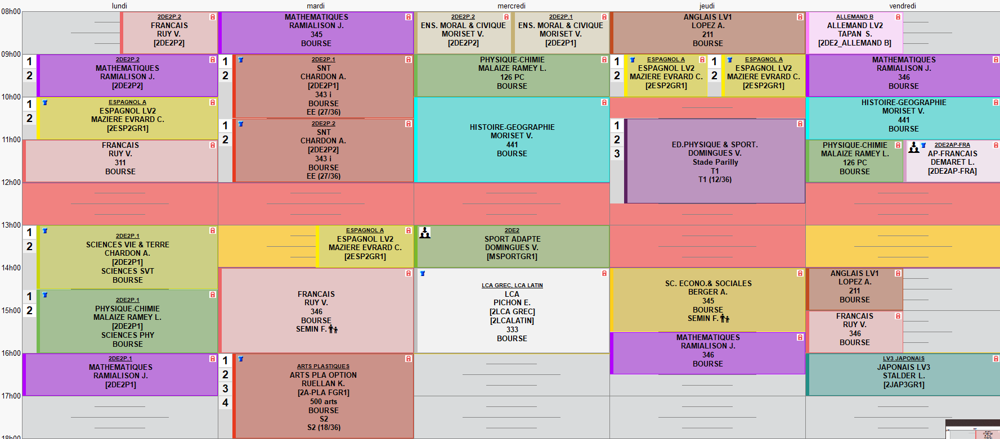 lundi
mardi
mercredi
jeudi
vendredi
08h00
09h00
10h00
11h00
12h00
13h00
14h00
15h00
16h00
17h00
18h00
2DE2P.2
FRANCAIS
RUY V.
[2DE2P2]
1
2
2DE2P.2
MATHEMATIQUES
RAMIALISON J.
[2DE2P2]
1
2
ESPAGNOL A
ESPAGNOL LV2
MAZIERE EVRARD C.
[2ESP2GR1]
FRANCAIS
RUY V.
311
BOURSE
1
2
2DE2P.1
SCIENCES VIE & TERRE
CHARDON A.
[2DE2P1]
SCIENCES SVT
BOURSE
1
2
2DE2P.1
PHYSIQUE-CHIMIE
MALAIZE RAMEY L.
[2DE2P1]
SCIENCES PHY
BOURSE
2DE2P.1
MATHEMATIQUES
RAMIALISON J.
[2DE2P1]
MATHEMATIQUES
RAMIALISON J.
345
BOURSE
1
2
2DE2P.1
SNT
CHARDON A.
[2DE2P1]
343 i
BOURSE
EE (27/36)
1
2
2DE2P.2
SNT
CHARDON A.
[2DE2P2]
343 i
BOURSE
EE (27/36)
ESPAGNOL A
ESPAGNOL LV2
MAZIERE EVRARD C.
[2ESP2GR1]
FRANCAIS
RUY V.
346
BOURSE
SEMIN F.
1
2
3
4
ARTS PLASTIQUES
ARTS PLA OPTION
RUELLAN K.
[2A-PLA FGR1]
500 arts
BOURSE
S2
S2 (18/36)
2DE2P.2
ENS. MORAL & CIVIQUE
MORISET V.
[2DE2P2]
2DE2P.1
ENS. MORAL & CIVIQUE
MORISET V.
[2DE2P1]
PHYSIQUE-CHIMIE
MALAIZE RAMEY L.
126 PC
BOURSE
HISTOIRE-GEOGRAPHIE
MORISET V.
441
BOURSE
2DE2
SPORT ADAPTE
DOMINGUES V.
[MSPORTGR1]
LCA GREC, LCA LATIN
LCA
PICHON E.
[2LCA GREC]
[2LCALATIN]
333
BOURSE
ANGLAIS LV1
LOPEZ A.
211
BOURSE
1
2
ESPAGNOL A
ESPAGNOL LV2
MAZIERE EVRARD C.
[2ESP2GR1]
1
2
ESPAGNOL A
ESPAGNOL LV2
MAZIERE EVRARD C.
[2ESP2GR1]
1
2
3
ED.PHYSIQUE & SPORT.
DOMINGUES V.
Stade Parilly
T1
T1 (12/36)
SC. ECONO.& SOCIALES
BERGER A.
345
BOURSE
SEMIN F.
MATHEMATIQUES
RAMIALISON J.
346
BOURSE
ALLEMAND B
ALLEMAND LV2
TAPAN S.
[2DE2_ALLEMAND B]
MATHEMATIQUES
RAMIALISON J.
346
BOURSE
HISTOIRE-GEOGRAPHIE
MORISET V.
441
BOURSE
PHYSIQUE-CHIMIE
MALAIZE RAMEY L.
126 PC
BOURSE
2DE2AP-FRA
AP-FRANCAIS
DEMARET L.
[2DE2AP-FRA]
ANGLAIS LV1
LOPEZ A.
211
BOURSE
FRANCAIS
RUY V.
346
BOURSE
LV3 JAPONAIS
JAPONAIS LV3
STALDER L.
[2JAP3GR1]